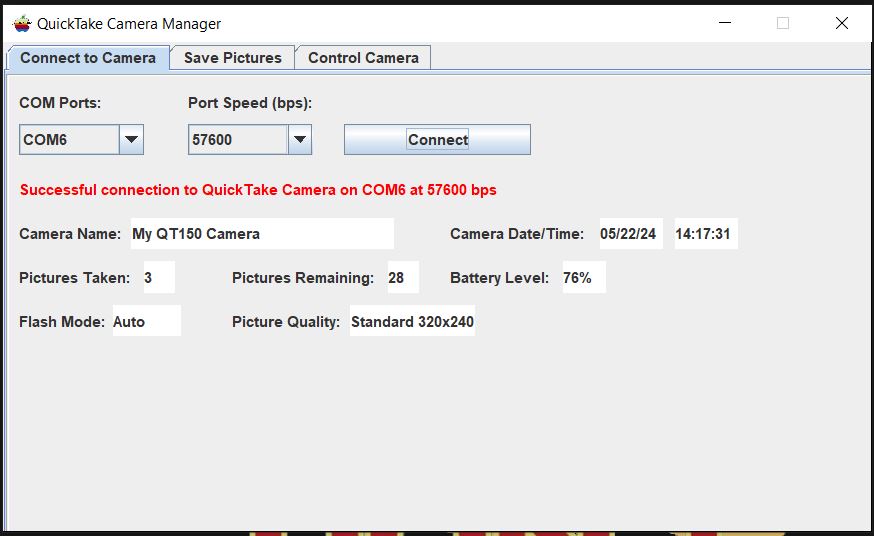 QuickTake Camera Manager
Connect to Camera Save Pictures Control Camera
COM Ports: Port Speed (bps):
COM6 57600 Connect
Successful connection to QuickTake Camera on COM6 at 57600 bps
Camera Name: My QT150 Camera Camera Date/Time: 05/22/24 14:17:31
Pictures Taken: 3 Pictures Remaining: 28 Battery Level: 76%
Flash Mode: Auto Picture Quality: Standard 320x240